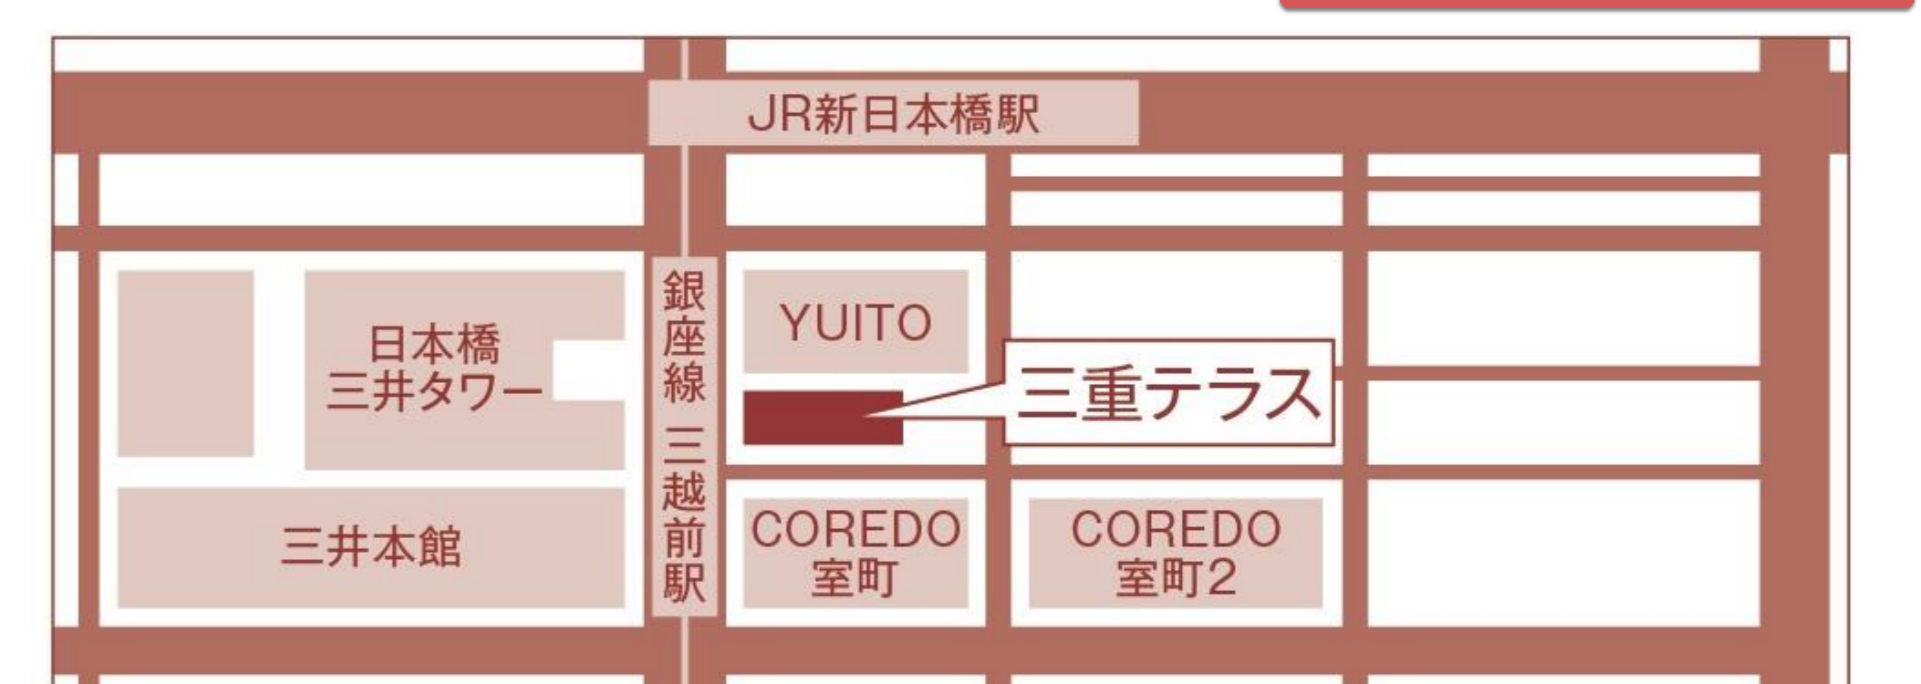 JR新日本橋駅
銀座線 三越前駅
YUITO
日本橋
三井タワー
三重テラス
三井本館
COREDO
室町
COREDO
室町2